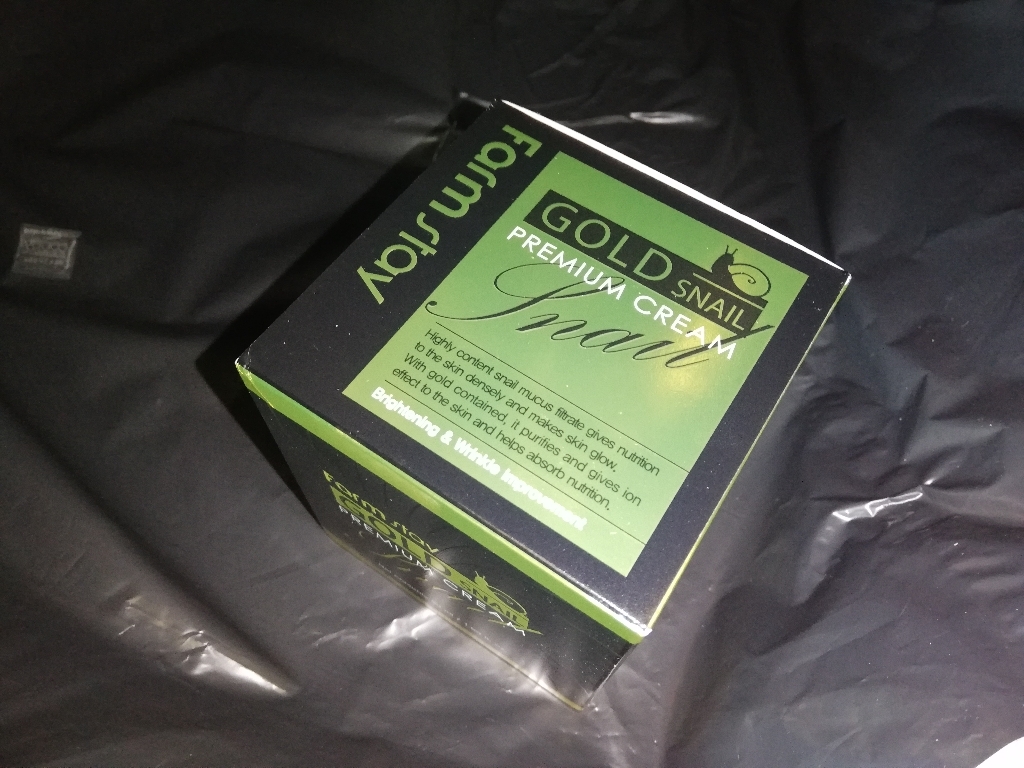 Farm stay
GOLD SNAIL
PREMIUM CREAM
Snail
Highly content snail mucus filtrate gives nutrition
to the skin densely and makes skin glow.
With gold contained, it purifies and gives ion
effect to the skin and helps absorb nutrition.
Brightening & Wrinkle Improvement
Farm stay
GOLD SNAIL
PREMIUM CREAM